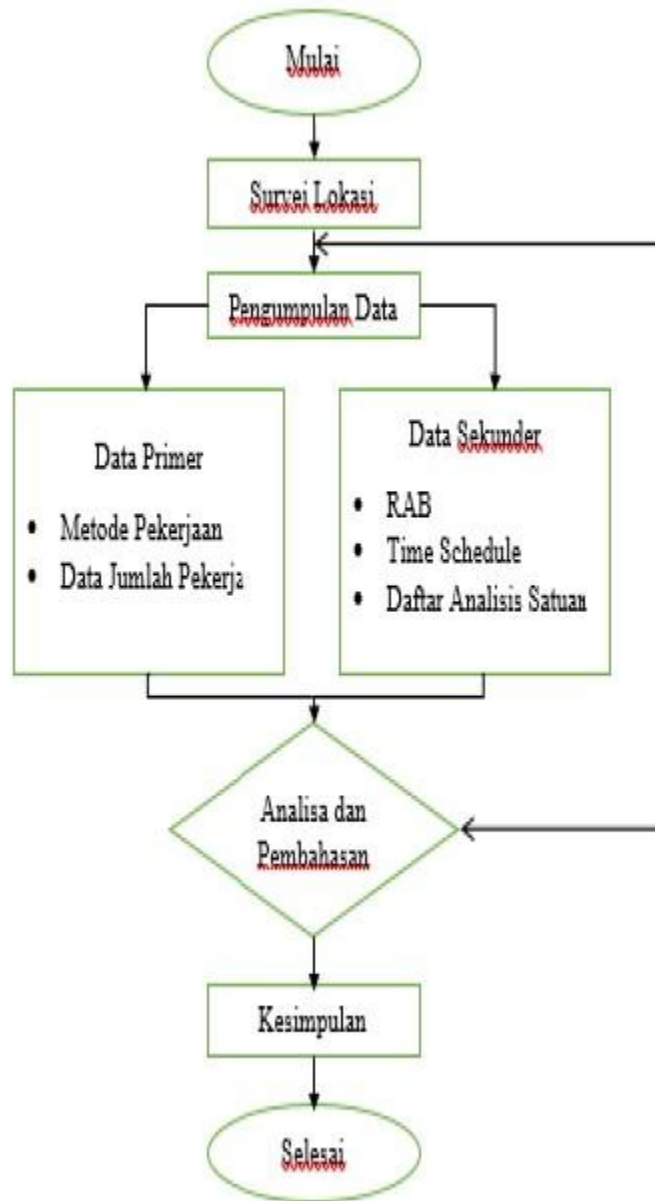 Mulai
Survei Lokasi
Pengumpulan Data
Data Primer
• Metode Pekerjaan
• Data Jumlah Pekerja
Data Sekunder
• RAB
• Time Schedule
• Daftar Analisis Satuan
Analisa dan
Pembahasan
Kesimpulan
Selesai